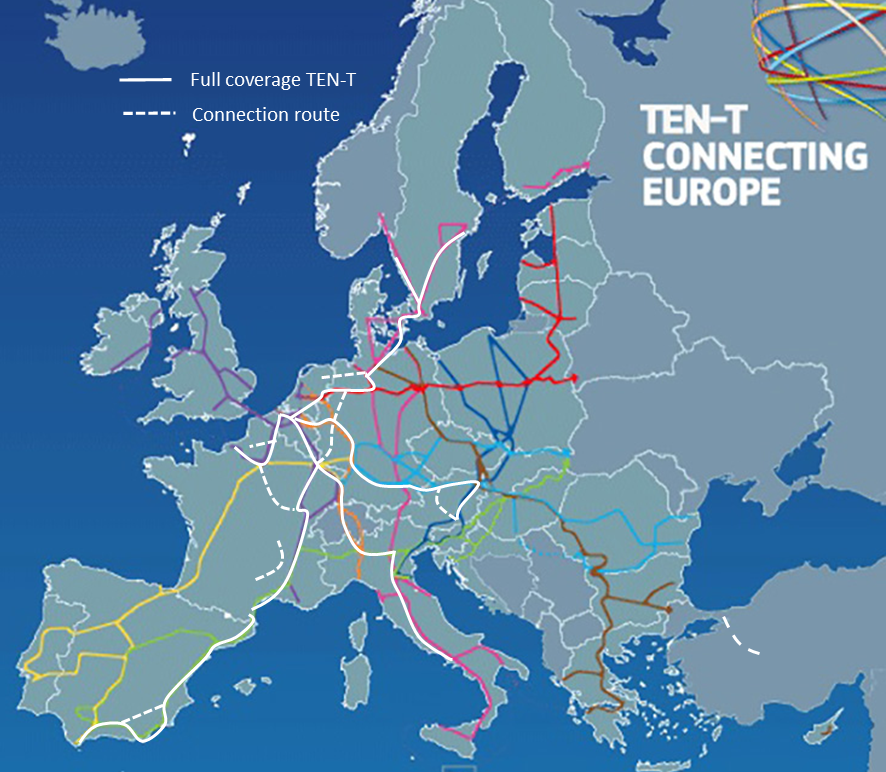 Full coverage TEN-T
Connection route
TEN-T
CONNECTING
EUROPE